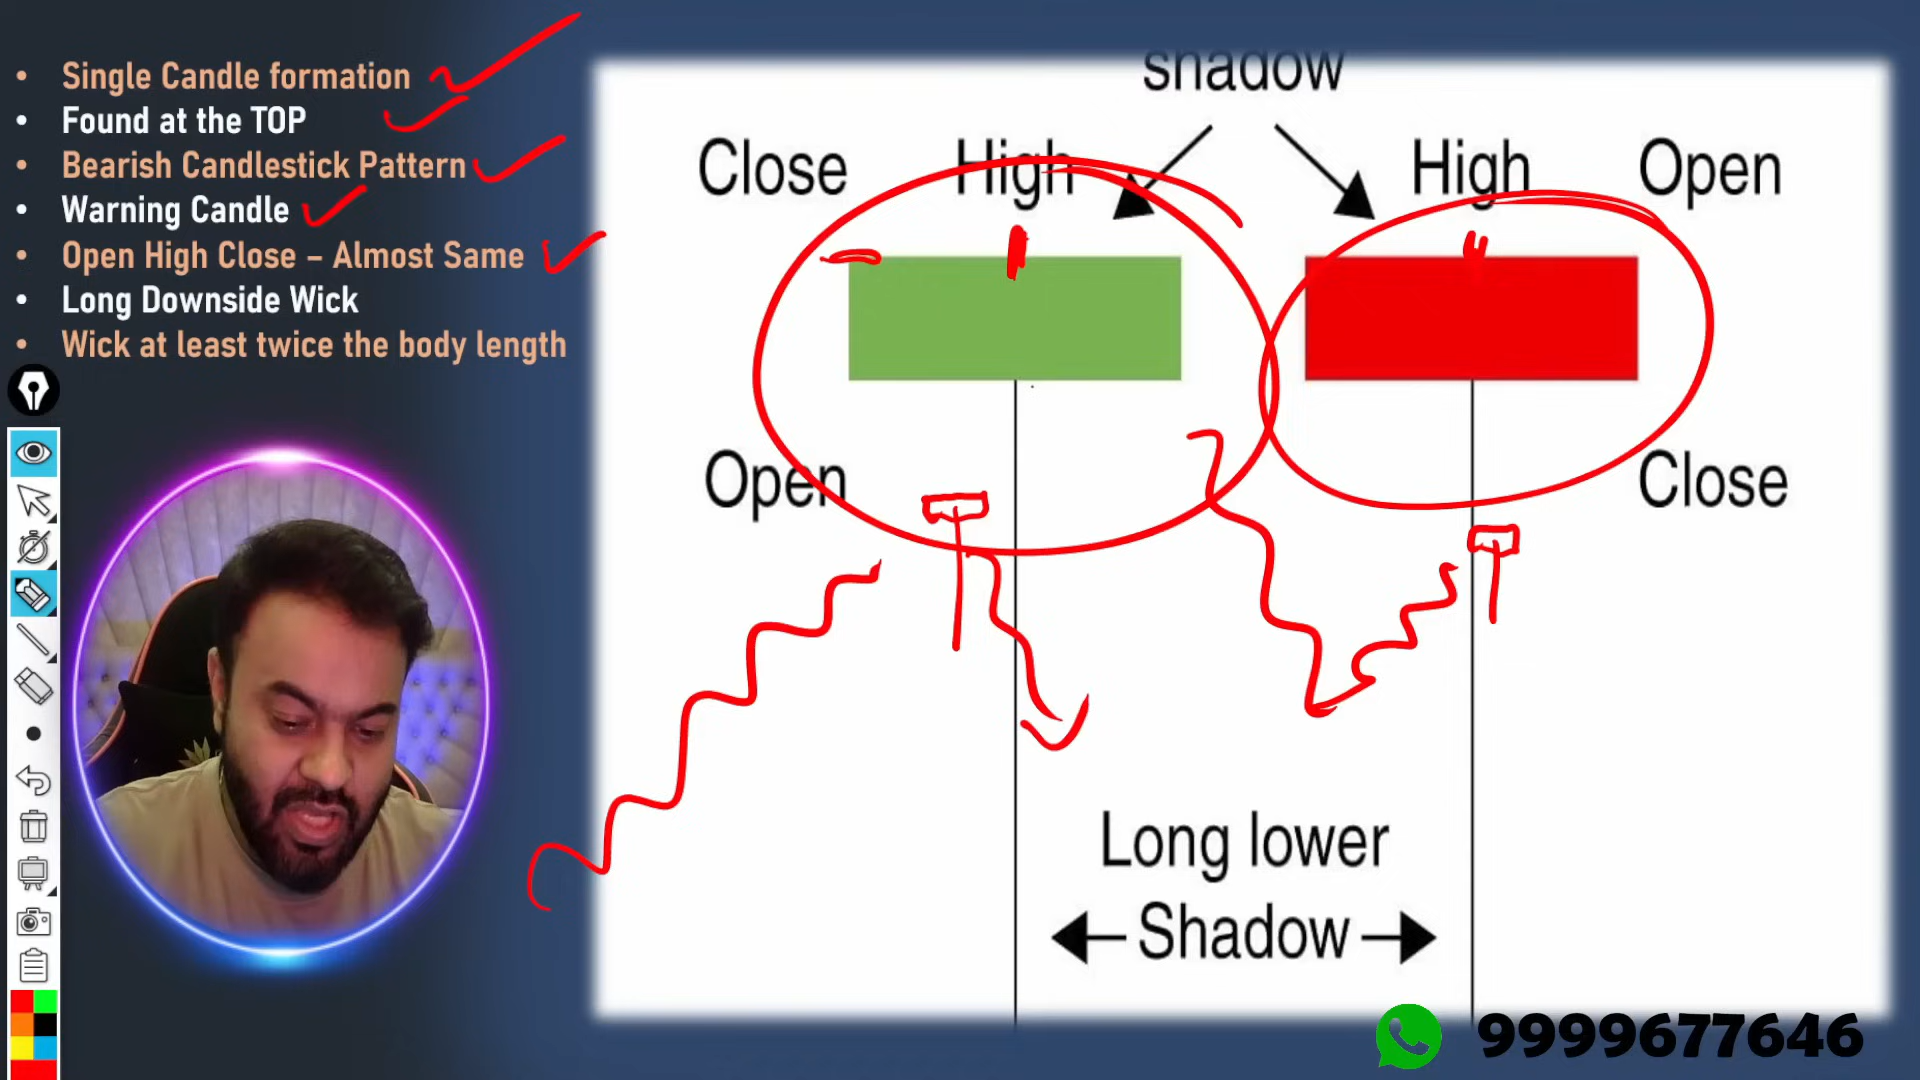 • Single Candle formation
• Found at the TOP
• Bearish Candlestick Pattern
• Warning Candle
• Open High Close – Almost Same
• Long Downside Wick
• Wick at least twice the body length
shadow
Close High High Open
Open Close
Long lower
Shadow
9999677646